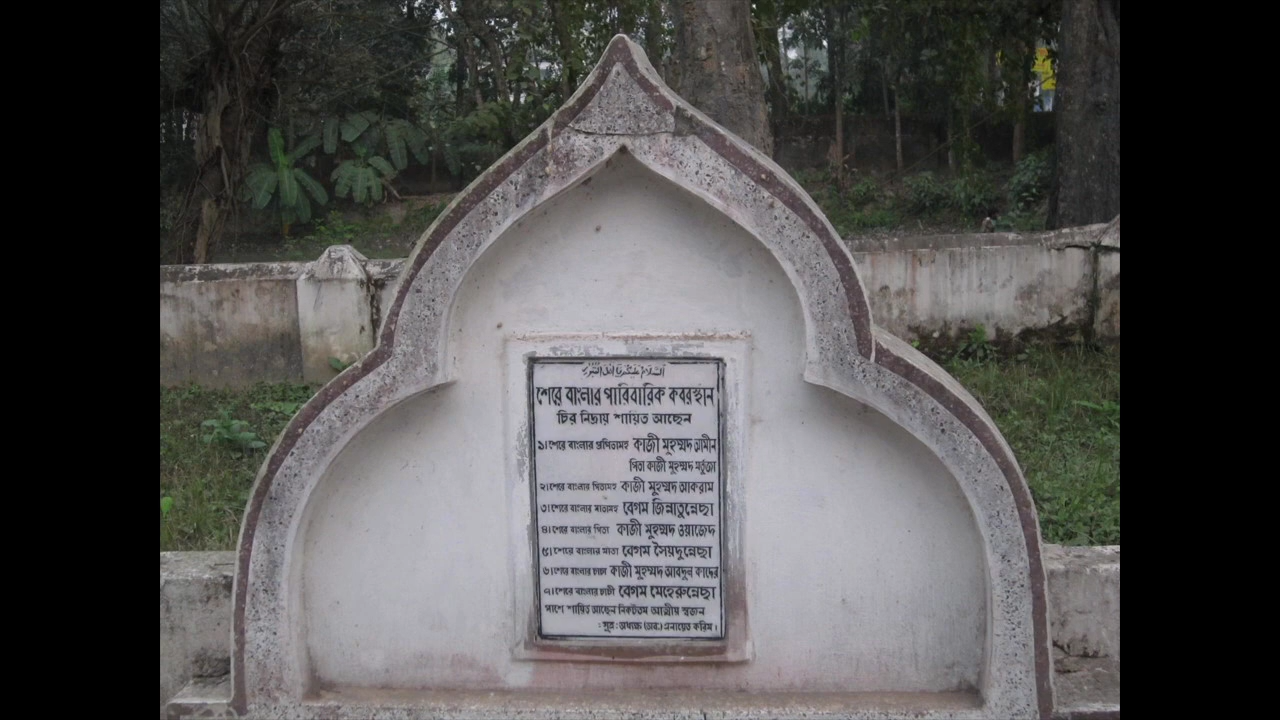 শেরে বাংলার পারিবারিক কবরস্থান
চির নিদ্রায় শায়িত আছেন
১। শেরে বাংলার প্রপিতামহ কাজী মুহম্মদ আমীন
পিতা কাজী মুহম্মদ মর্তুজা
২। শেরে বাংলার পিতামহ কাজী মুহম্মদ আকরাম
৩। শেরে বাংলার মাতামহ বেগম জিন্নাতুন্নেছা
৪। শেরে বাংলার পিতা কাজী মুহম্মদ ওয়াজেদ
৫। শেরে বাংলার মাতা বেগম সৈয়দুন্নেছা
৬। শেরে বাংলার চাচা কাজী মুহম্মদ আবদুল কাদের
৭। শেরে বাংলার চাচী বেগম মেহেরুন্নেছা
পাশে শায়িত আছেন নিকটতম আত্মীয় স্বজন
: সূত্র : অধ্যক্ষ (অবঃ) এনায়েত করিম।